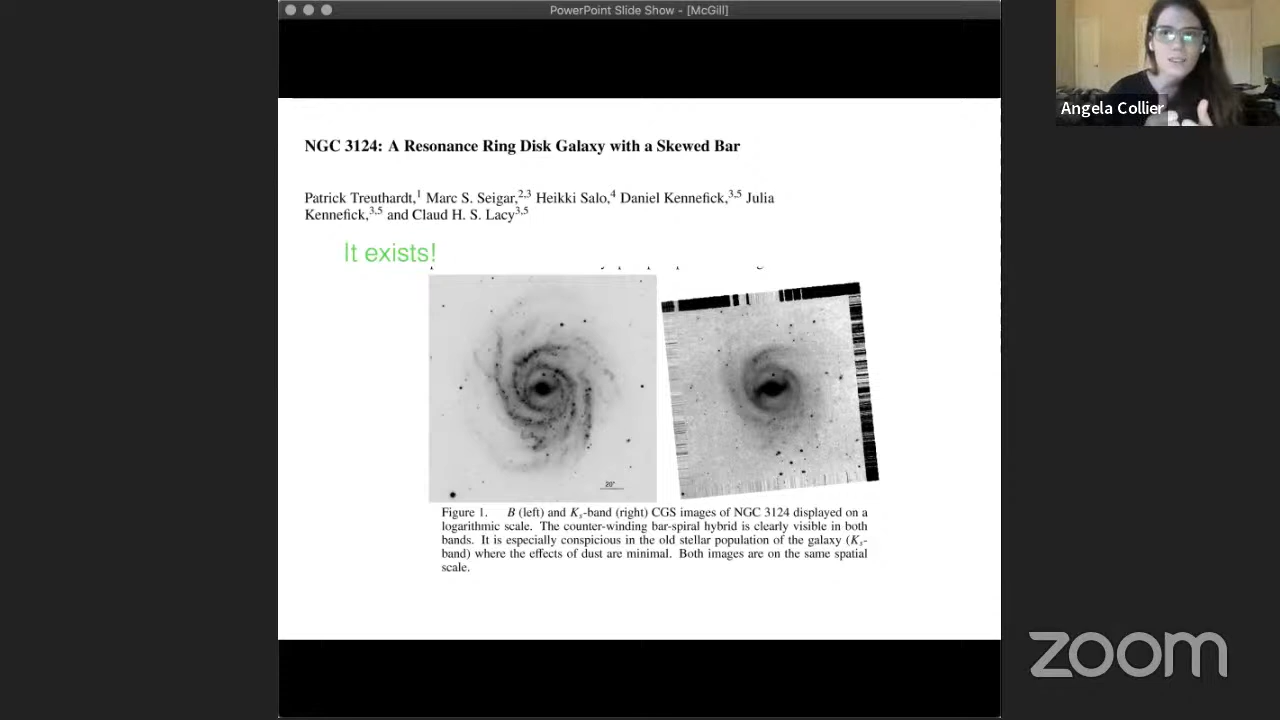 PowerPoint Slide Show - [McGill]
Angela Collier
NGC 3124: A Resonance Ring Disk Galaxy with a Skewed Bar
Patrick Treuthardt,1 Marc S. Seigar,2,3 Heikki Salo,4 Daniel Kennefick,3,5 Julia
Kennefick,3,5 and Claud H. S. Lacy3,5
It exists!
20"
Figure 1. B (left) and Ks-band (right) CGS images of NGC 3124 displayed on a
logarithmic scale. The counter-winding bar-spiral hybrid is clearly visible in both
bands. It is especially conspicuous in the old stellar population of the galaxy (Ks-
band) where the effects of dust are minimal. Both images are on the same spatial
scale.
zoom